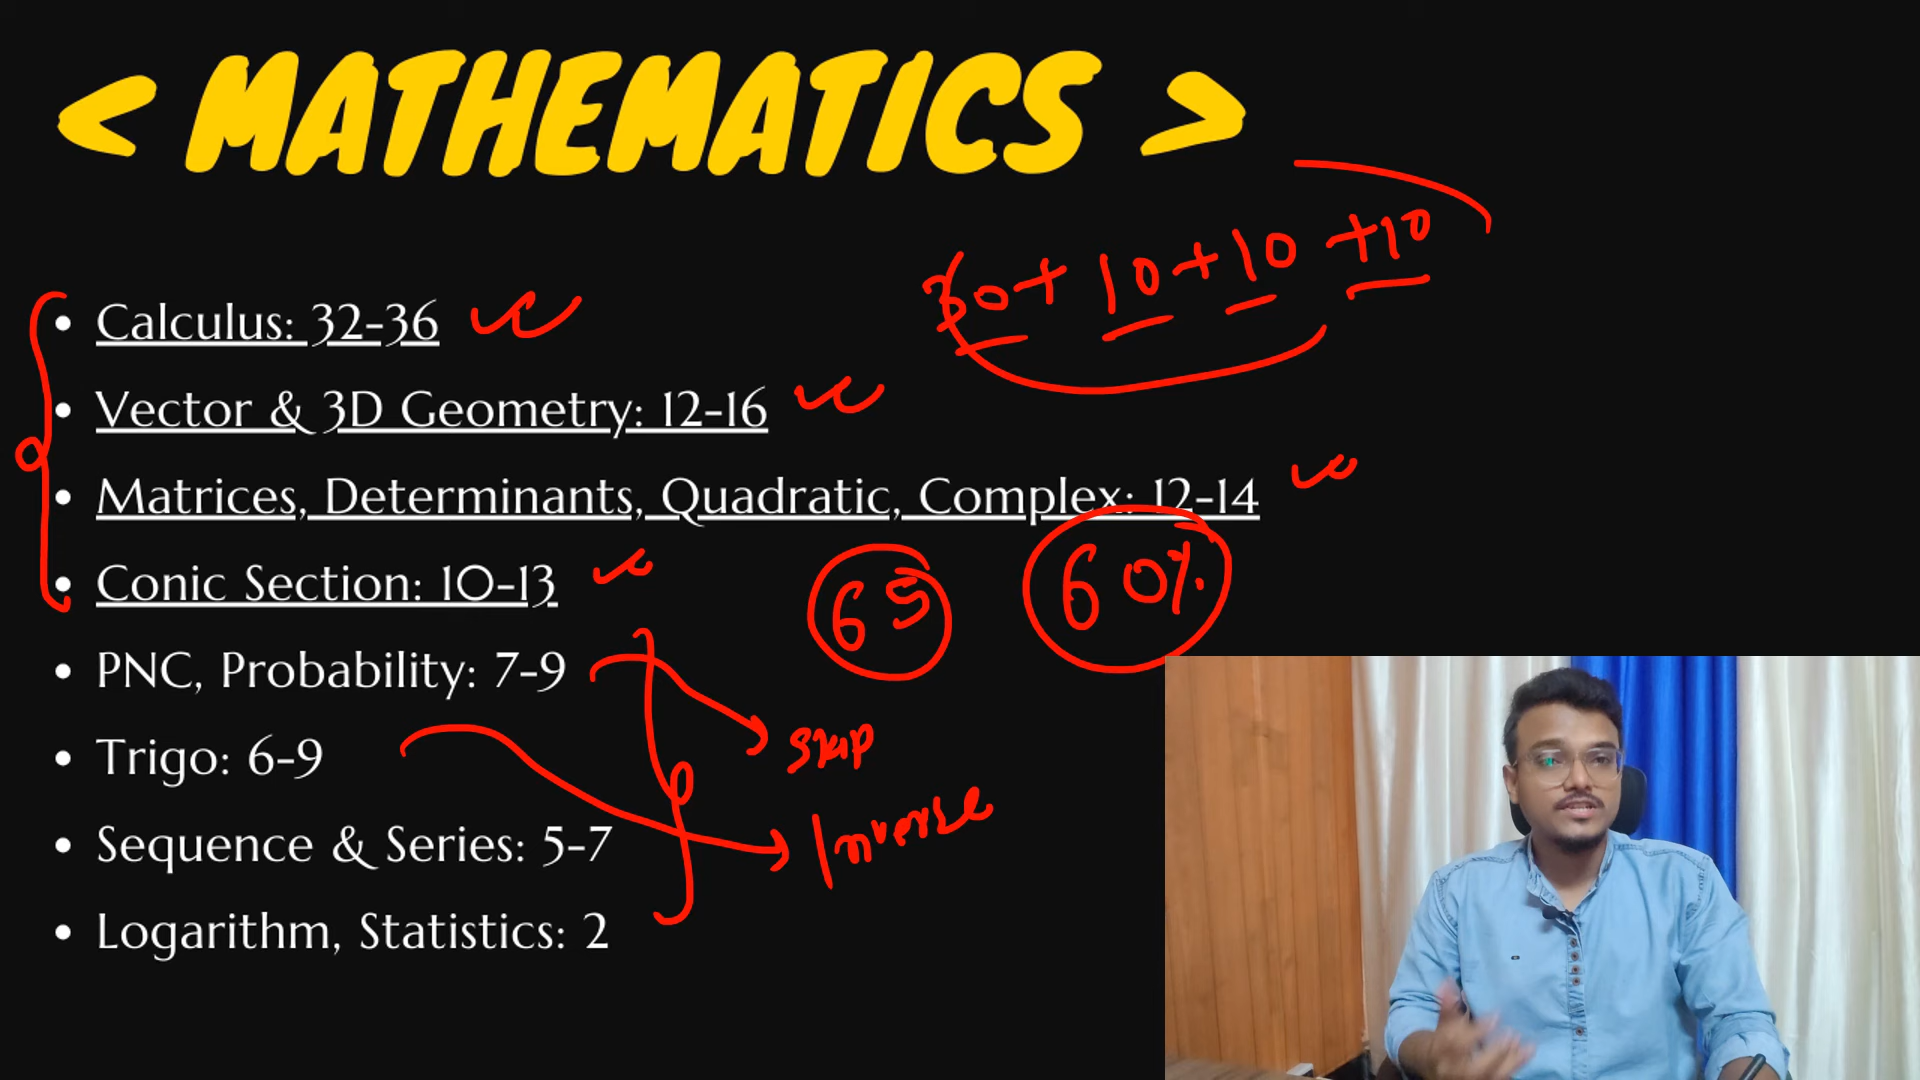 < MATHEMATICS >
30 + 10 + 10 + 10
Calculus: 32-36
Vector & 3D Geometry: 12-16
Matrices, Determinants, Quadratic, Complex: 12-14
Conic Section: 10-13
65
60%
PNC, Probability: 7-9
skip
Trigo: 6-9
Inverse
Sequence & Series: 5-7
Logarithm, Statistics: 2